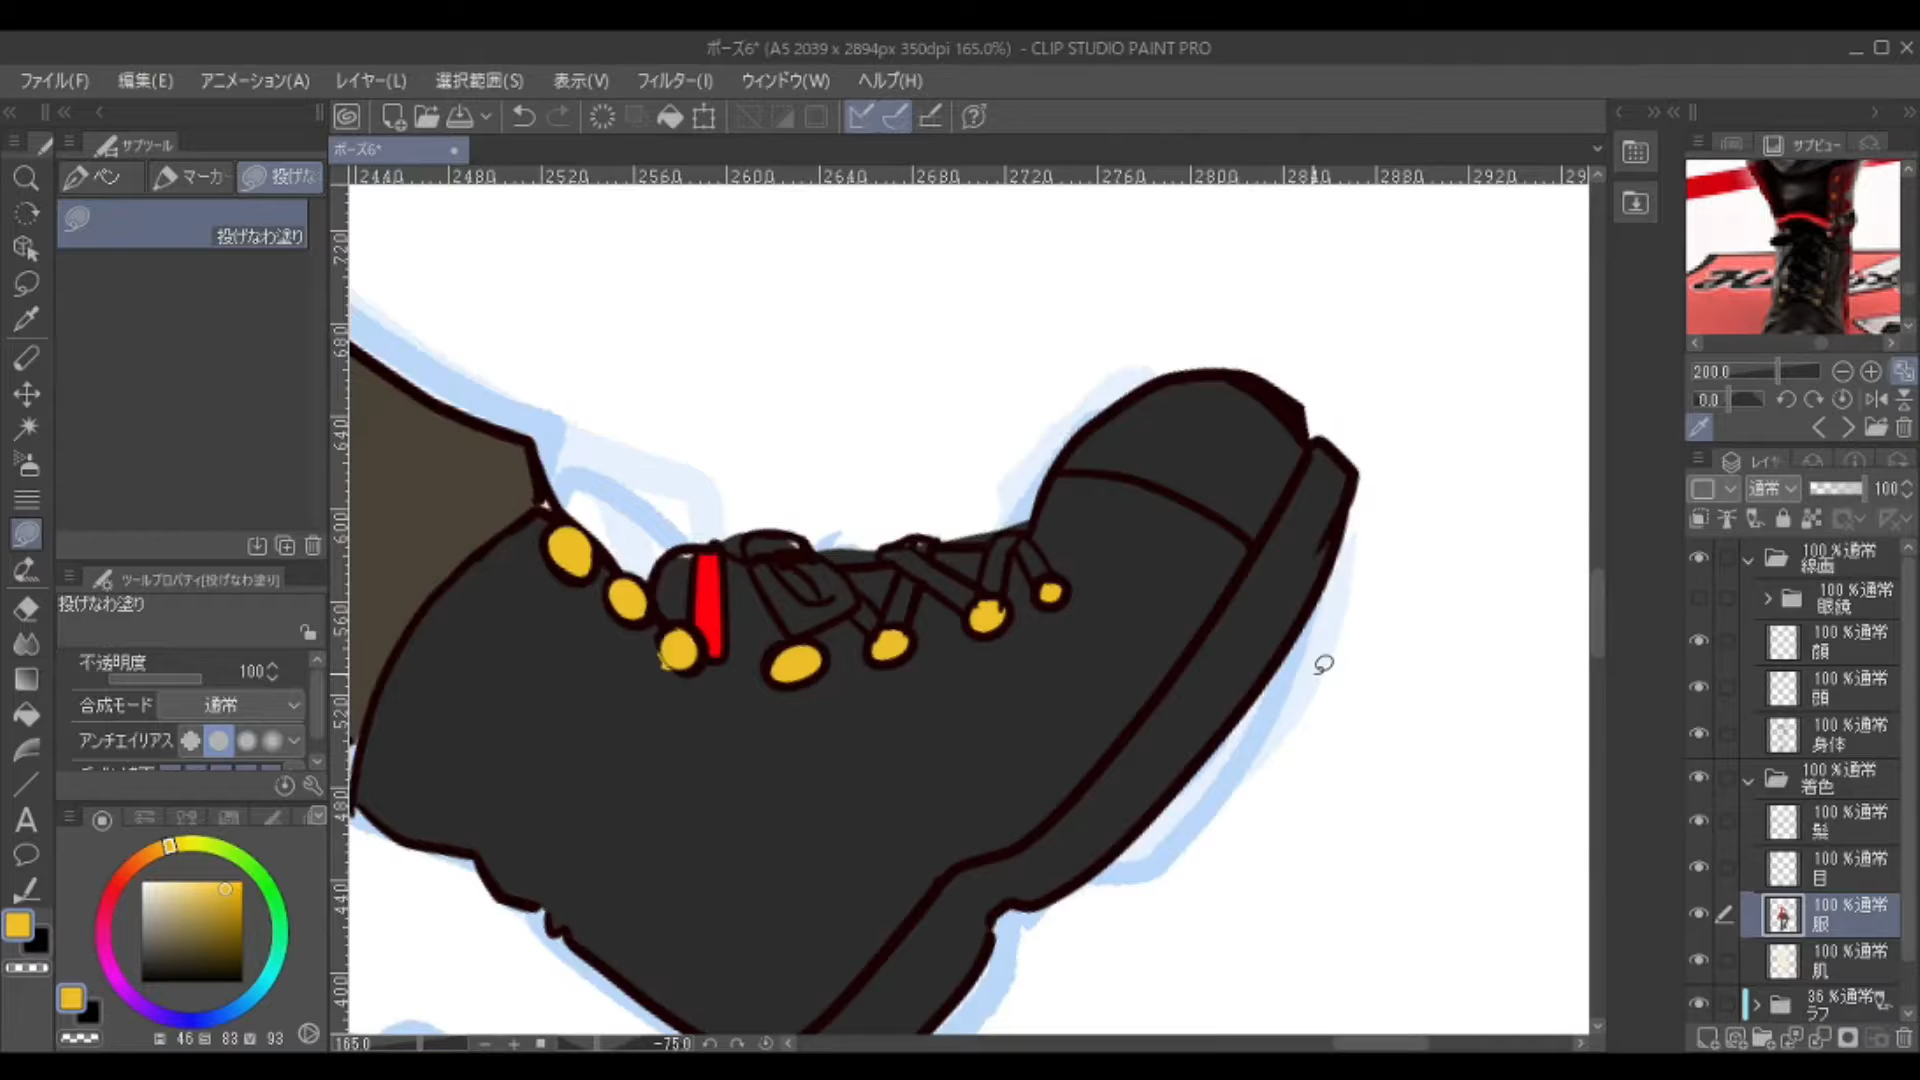 ポーズ6* (A5 2039 x 2894px 350dpi 165.0%) - CLIP STUDIO PAINT PRO
ファイル(F) 編集(E) アニメーション(A) レイヤー(L) 選択範囲(S) 表示(V) フィルター(I) ウィンドウ(W) ヘルプ(H)
サブツール
ポーズ6*
サブビュー
ペン マーカ 投げな
2440 2480 2520 2560 2600 2640 2680 2720 2760 2800 2840 2880 2920 29
投げなわ塗り
720
680
640
600
560
520
480
440
400
200.0
0.0
レイ
通常 100
ツールプロパティ[投げなわ塗り]
投げなわ塗り
不透明度 100
合成モード 通常
アンチエイリアス
100 %通常
線画
100 %通常
眼鏡
100 %通常
顔
100 %通常
頭
100 %通常
身体
100 %通常
着色
100 %通常
髪
100 %通常
目
100 %通常
服
100 %通常
肌
36 %通常
ラフ
H 46 S 83 V 93
165.0 -75.0